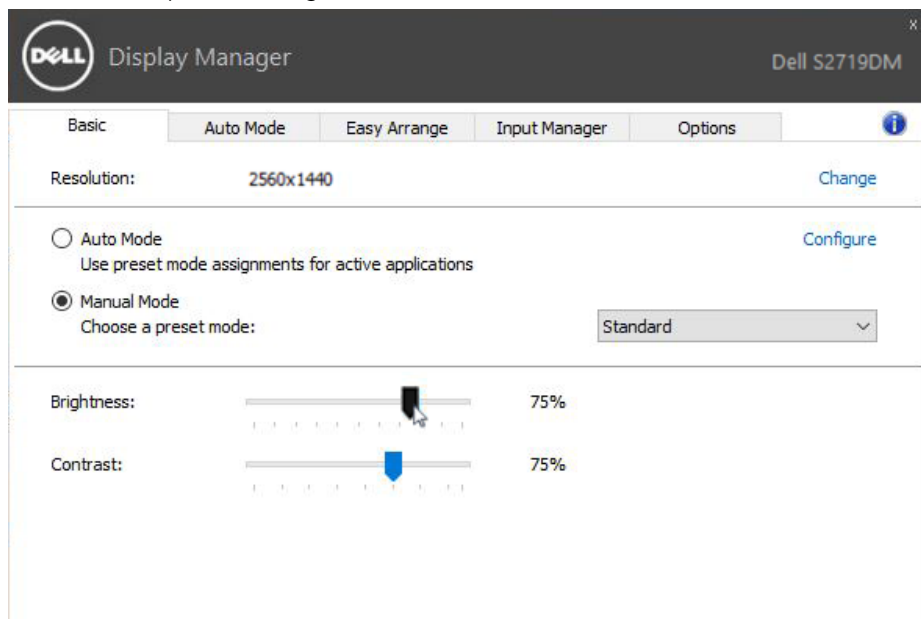 DELL Display Manager
x
Dell S2719DM
Basic Auto Mode Easy Arrange Input Manager Options i
Resolution: 2560x1440 Change
Auto Mode Configure
Use preset mode assignments for active applications
Manual Mode
Choose a preset mode: Standard
Brightness: 75%
Contrast: 75%